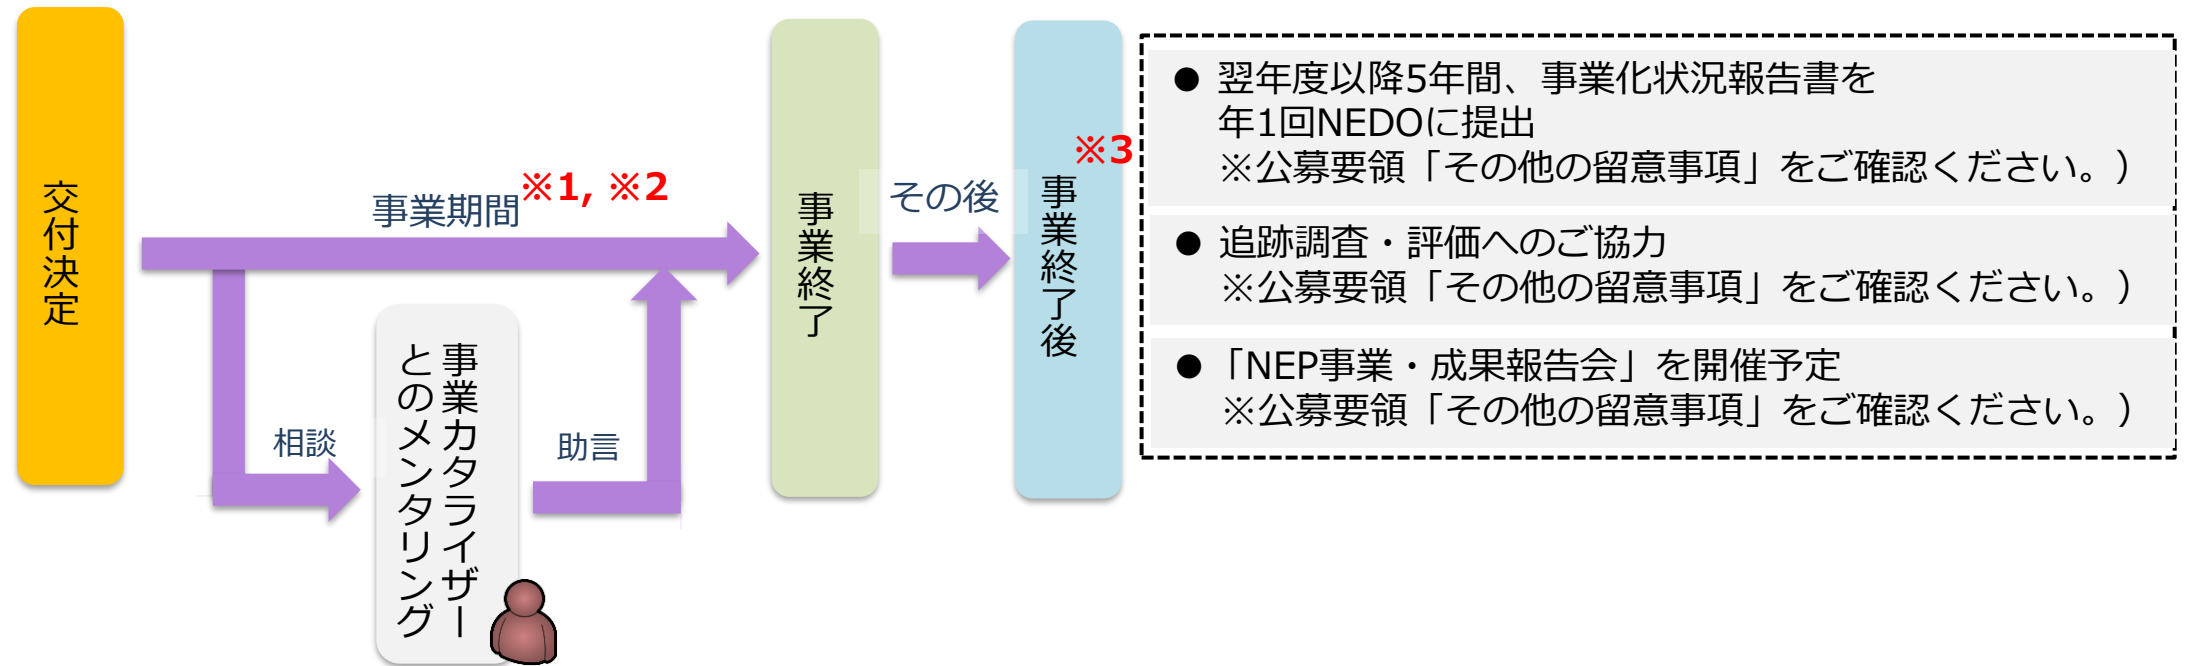 交付決定
事業期間※1, ※2
相談
事業カタライザー
とのメンタリング
助言
事業終了
その後
事業終了後
※3
● 翌年度以降5年間、事業化状況報告書を
年1回NEDOに提出
※公募要領「その他の留意事項」をご確認ください。）
● 追跡調査・評価へのご協力
※公募要領「その他の留意事項」をご確認ください。）
● 「NEP事業・成果報告会」を開催予定
※公募要領「その他の留意事項」をご確認ください。）